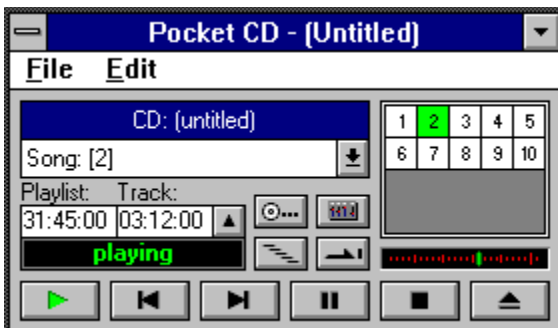 Pocket CD - (Untitled)
File Edit
CD: (untitled)
Song: [2]
1 2 3 4 5
6 7 8 9 10
Playlist: Track:
31:45:00 03:12:00
playing